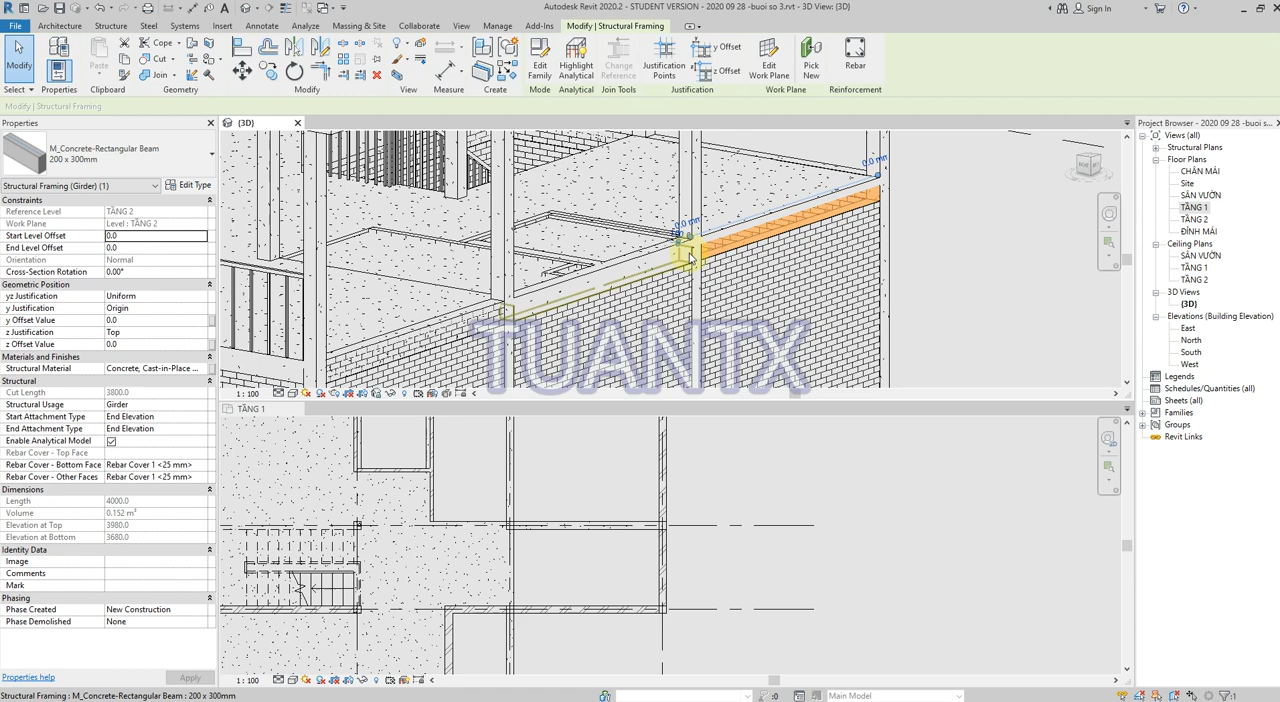 Autodesk Revit 2020.2 - STUDENT VERSION - 2020 09 28 -buoi so 3.rvt - 3D View: {3D}
Sign In
File Architecture Structure Steel Systems Insert Annotate Analyze Massing & Site Collaborate View Manage Add-Ins Modify | Structural Framing
Modify
Select
Properties
Paste
Clipboard
Cope
Cut
Join
Geometry
Modify
View
Measure
Create
Edit Family
Mode
Highlight Analytical
Analytical
Change Reference
Join Tools
Justification Points
y Offset
z Offset
Justification
Edit Work Plane
Work Plane
Pick New
Rebar
Reinforcement
Modify | Structural Framing
Properties
M_Concrete-Rectangular Beam
200 x 300mm
Structural Framing (Girder) (1)
Edit Type
Constraints
Reference Level TẦNG 2
Work Plane Level : TẦNG 2
Start Level Offset 0.0
End Level Offset 0.0
Orientation Normal
Cross-Section Rotation 0.00°
Geometric Position
yz Justification Uniform
y Justification Origin
y Offset Value 0.0
z Justification Top
z Offset Value 0.0
Materials and Finishes
Structural Material Concrete, Cast-in-Place ...
Structural
Cut Length 3800.0
Structural Usage Girder
Start Attachment Type End Elevation
End Attachment Type End Elevation
Enable Analytical Model
Rebar Cover - Top Face
Rebar Cover - Bottom Face Rebar Cover 1 <25 mm>
Rebar Cover - Other Faces Rebar Cover 1 <25 mm>
Dimensions
Length 4000.0
Volume 0.152 m³
Elevation at Top 3980.0
Elevation at Bottom 3680.0
Identity Data
Image
Comments
Mark
Phasing
Phase Created New Construction
Phase Demolished None
Properties help
Apply
{3D}
0.0 mm
TUANTX
1 : 100
TẦNG 1
1 : 100
Project Browser - 2020 09 28 -buoi so 3.rvt
Views (all)
Structural Plans
Floor Plans
CHÂN MÁI
Site
SÂN VƯỜN
TẦNG 1
TẦNG 2
ĐỈNH MÁI
Ceiling Plans
SÂN VƯỜN
TẦNG 1
TẦNG 2
3D Views
{3D}
Elevations (Building Elevation)
East
North
South
West
Legends
Schedules/Quantities (all)
Sheets (all)
Families
Groups
Revit Links
Structural Framing : M_Concrete-Rectangular Beam : 200 x 300mm
:0
Main Model
:1